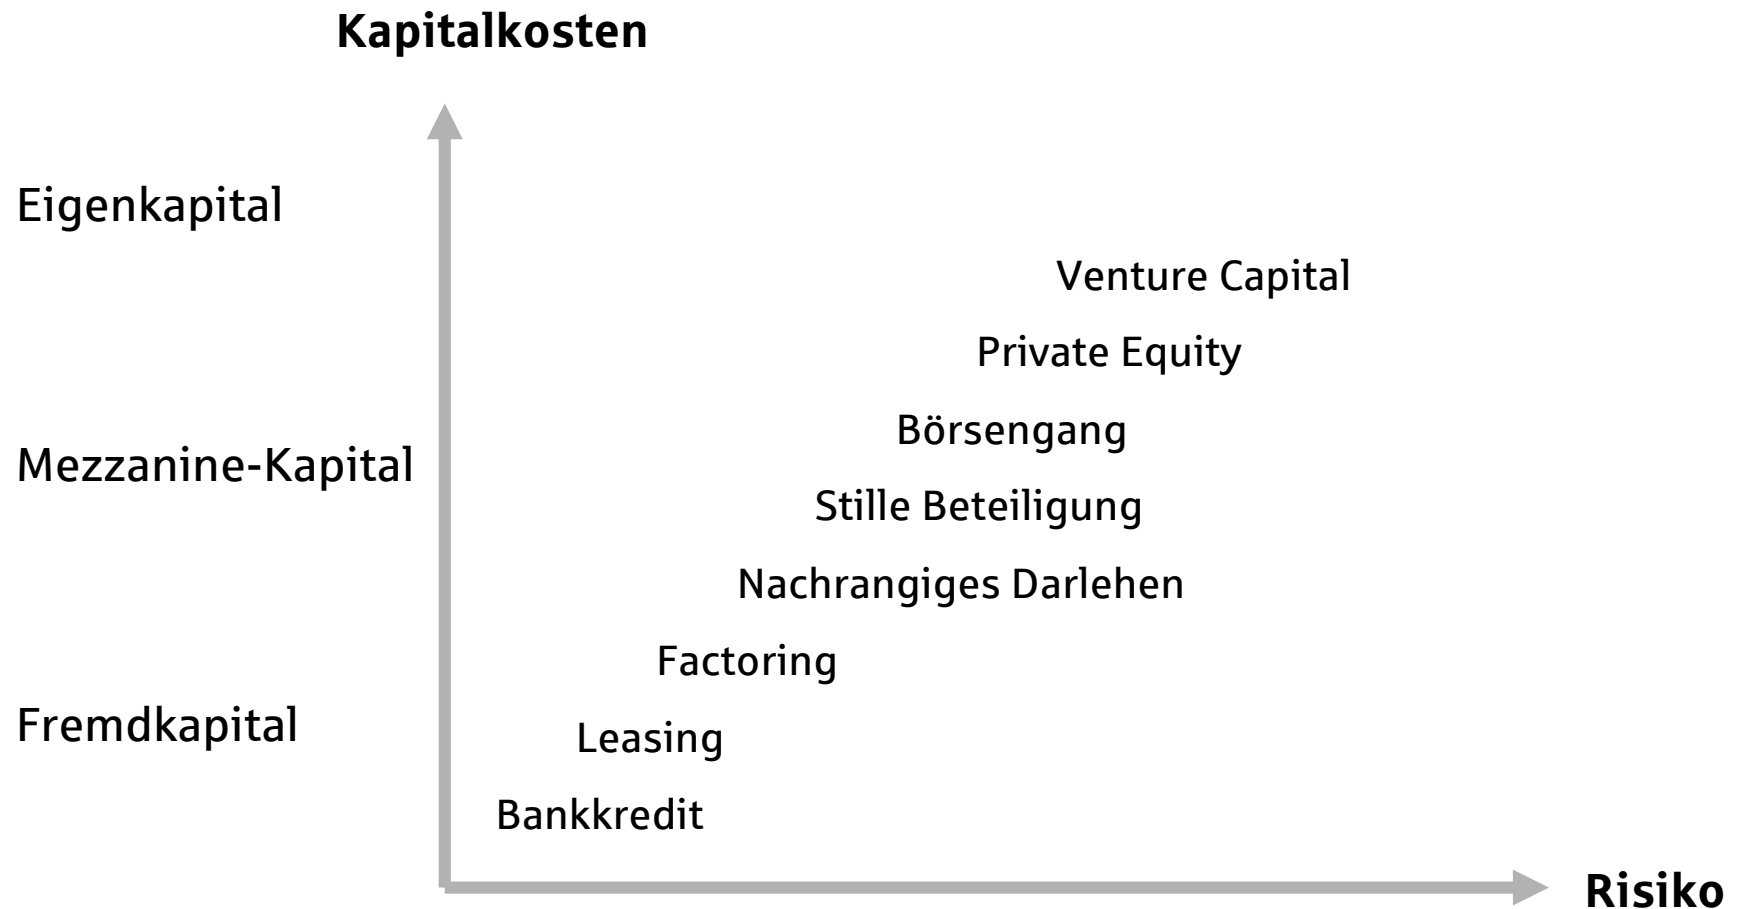 Kapitalkosten
Eigenkapital
Venture Capital
Private Equity
Börsengang
Mezzanine-Kapital
Stille Beteiligung
Nachrangiges Darlehen
Factoring
Fremdkapital
Leasing
Bankkredit
Risiko